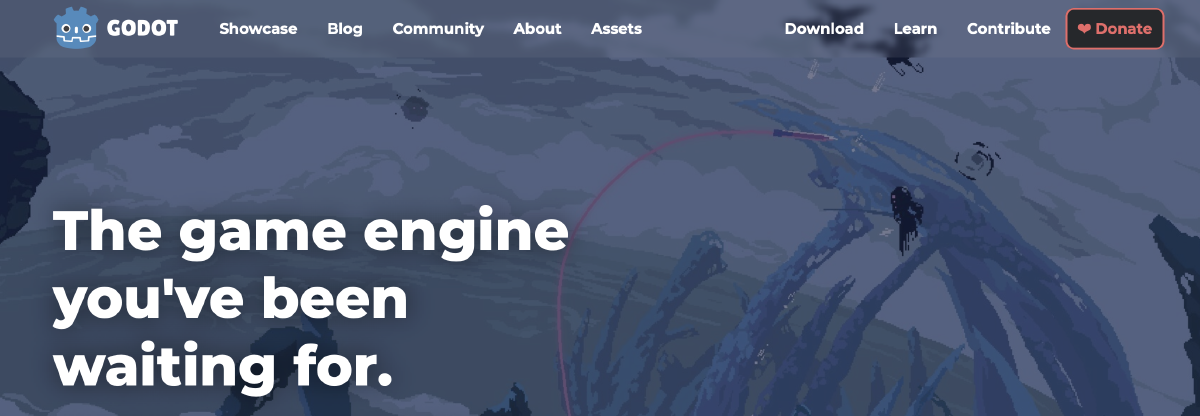 GODOT Showcase Blog Community About Assets Download Learn Contribute ❤ Donate
The game engine
you've been
waiting for.